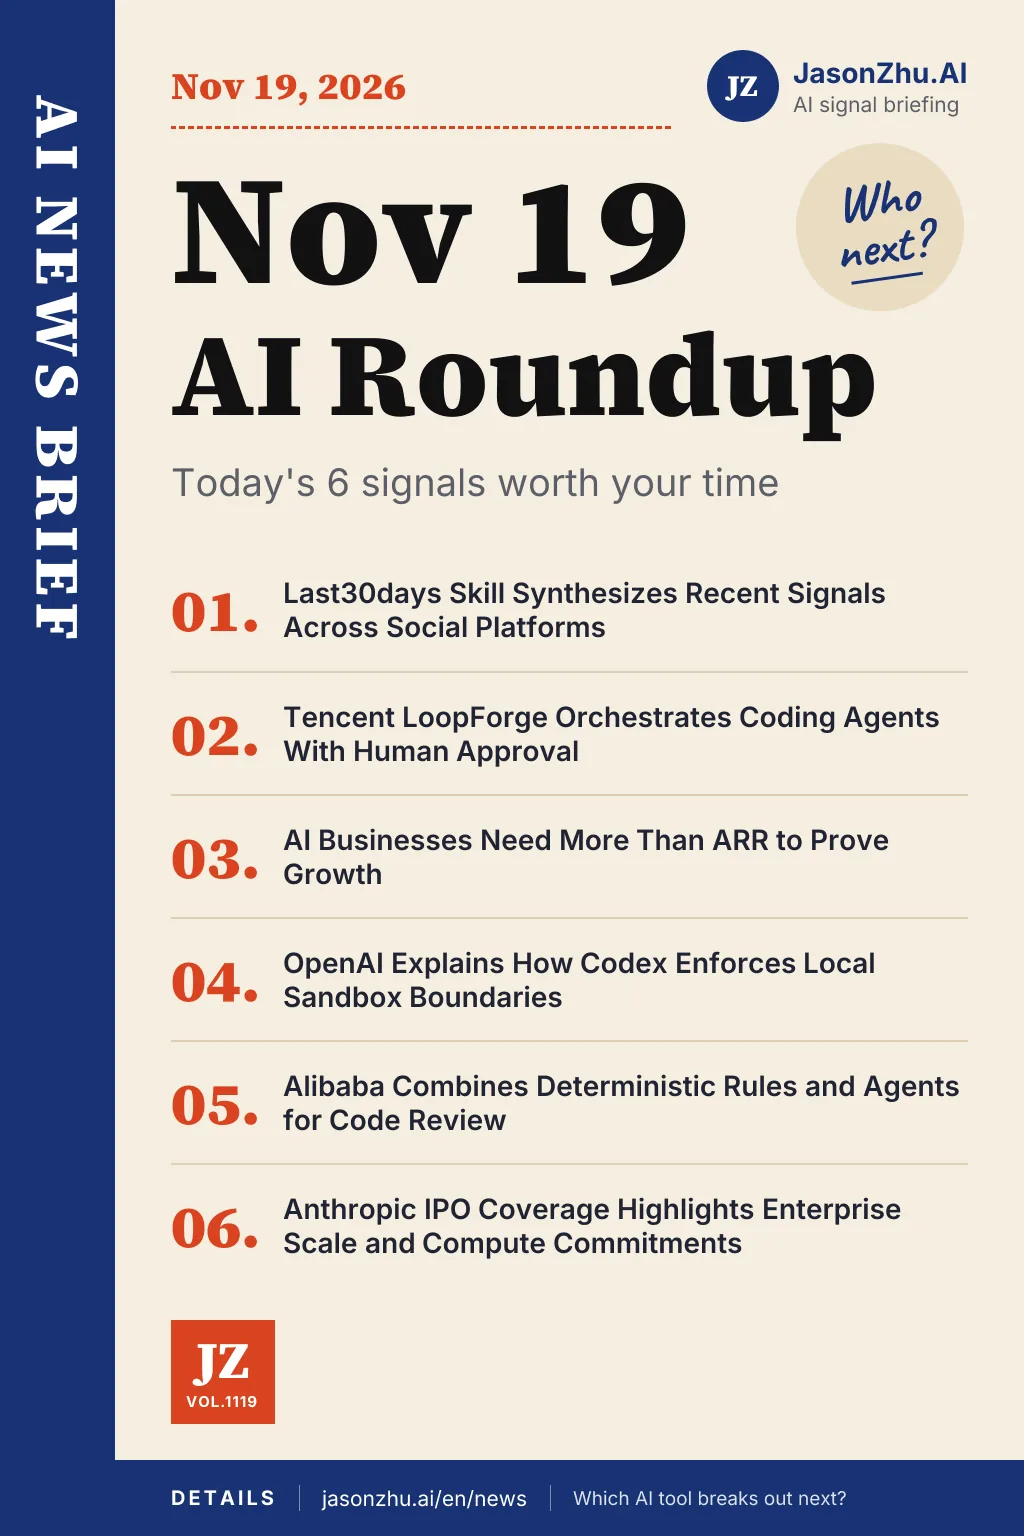 AI NEWS BRIEF
Nov 19, 2026
JZ
JasonZhu.AI
AI signal briefing
Who
next?
Nov 19
AI Roundup
Today's 6 signals worth your time
01.
Last30days Skill Synthesizes Recent Signals
Across Social Platforms
02.
Tencent LoopForge Orchestrates Coding Agents
With Human Approval
03.
AI Businesses Need More Than ARR to Prove
Growth
04.
OpenAI Explains How Codex Enforces Local
Sandbox Boundaries
05.
Alibaba Combines Deterministic Rules and Agents
for Code Review
06.
Anthropic IPO Coverage Highlights Enterprise
Scale and Compute Commitments
JZ
VOL.1119
DETAILS
jasonzhu.ai/en/news
Which AI tool breaks out next?